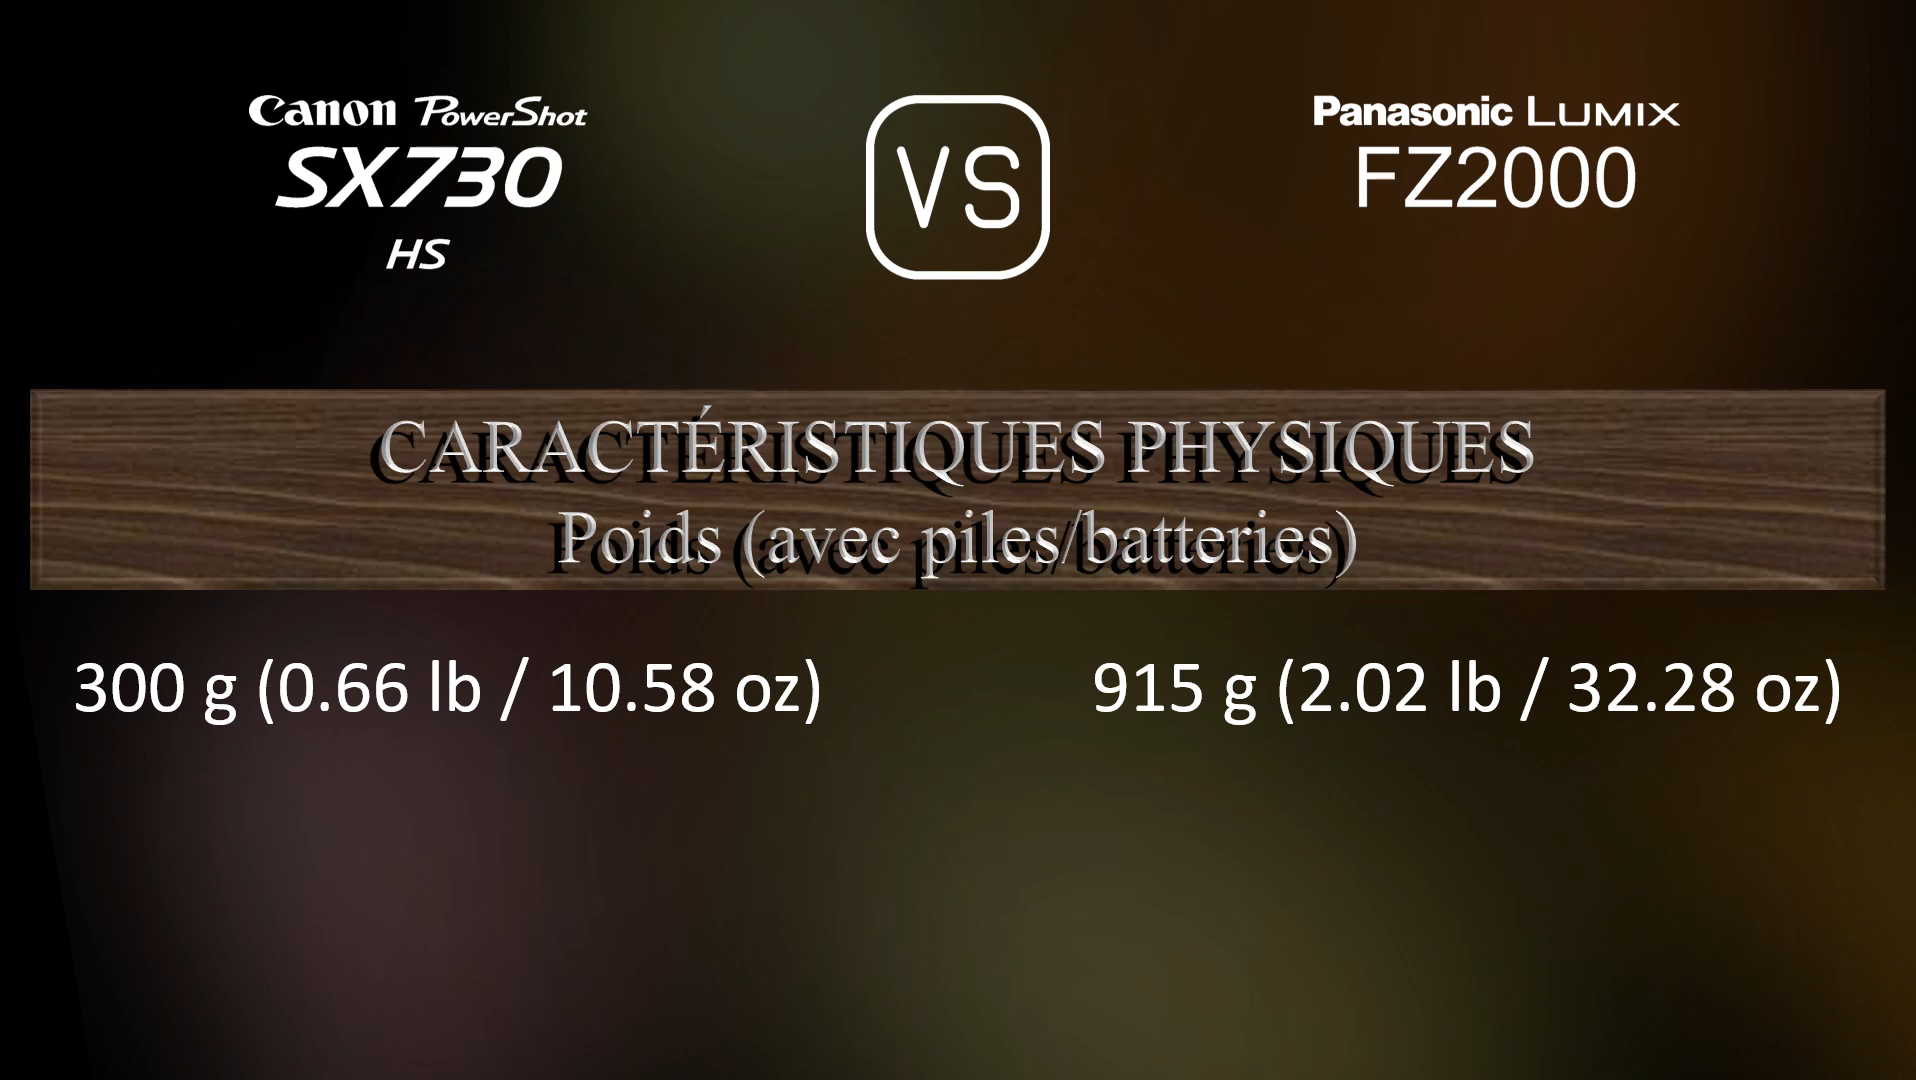 Canon PowerShot
SX730
HS
VS
Panasonic LUMIX
FZ2000
CARACTÉRISTIQUES PHYSIQUES
Poids (avec piles/batteries)
300 g (0.66 lb / 10.58 oz)
915 g (2.02 lb / 32.28 oz)